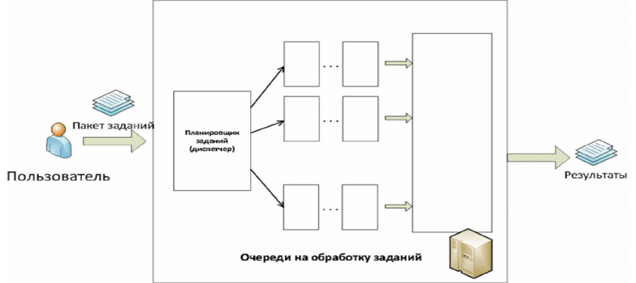 Пакет заданий
Пользователь
Планировщик
заданий
(диспетчер)
...
...
...
Результаты
Очереди на обработку заданий